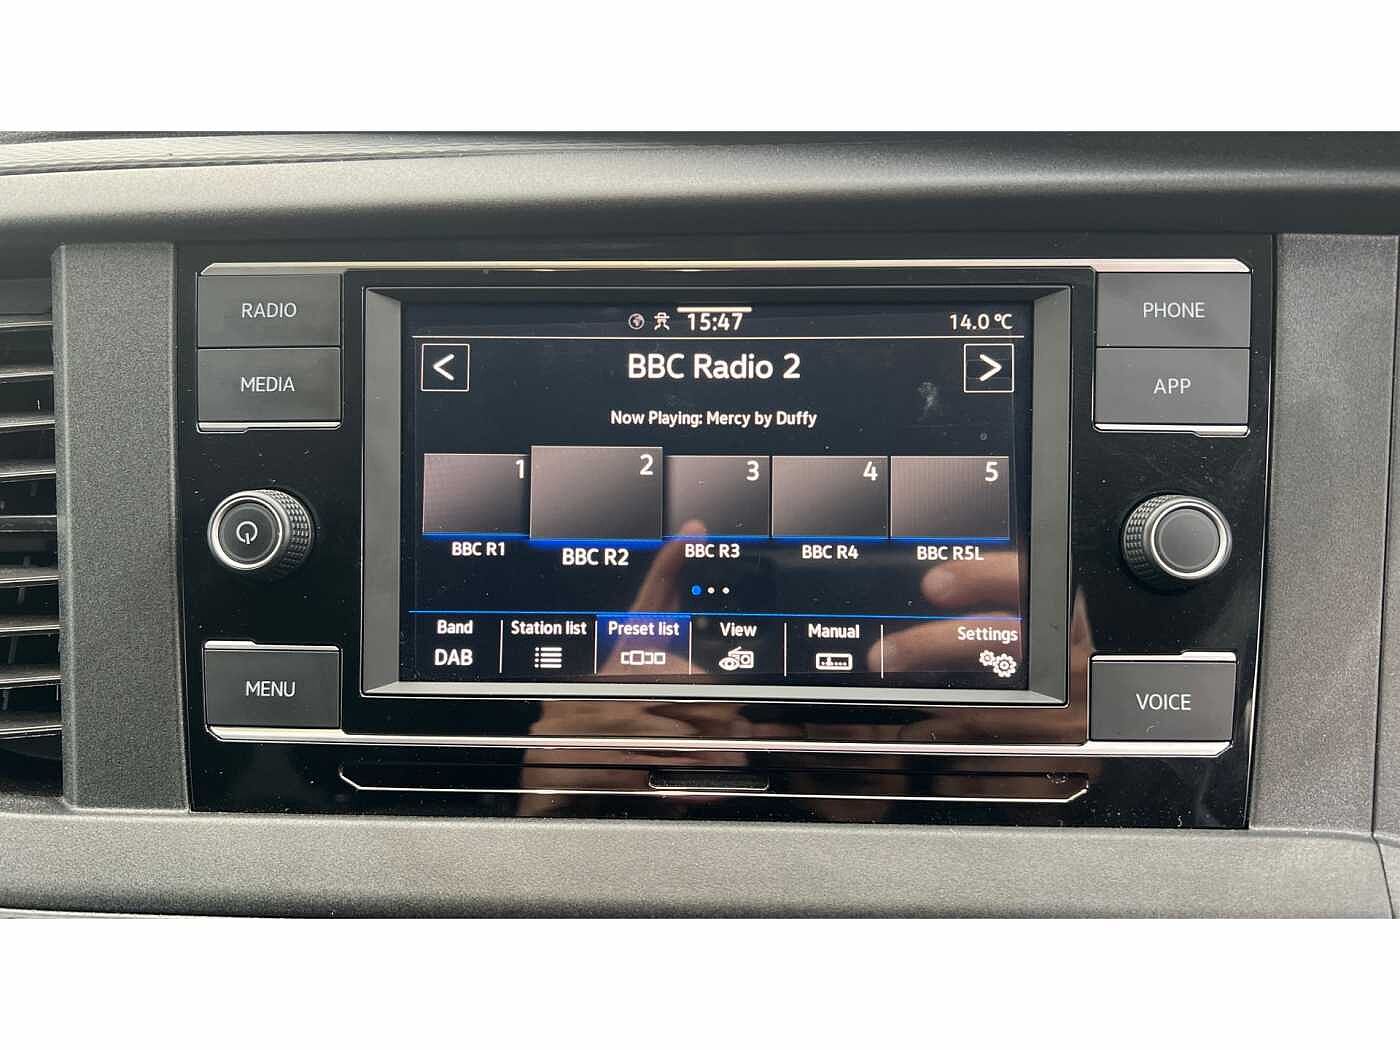 RADIO
MEDIA
MENU
15:47
14.0 °C
<
BBC Radio 2
>
Now Playing: Mercy by Duffy
1 2 3 4 5
BBC R1 BBC R2 BBC R3 BBC R4 BBC R5L
Band Station list Preset list View Manual Settings
DAB
PHONE
APP
VOICE